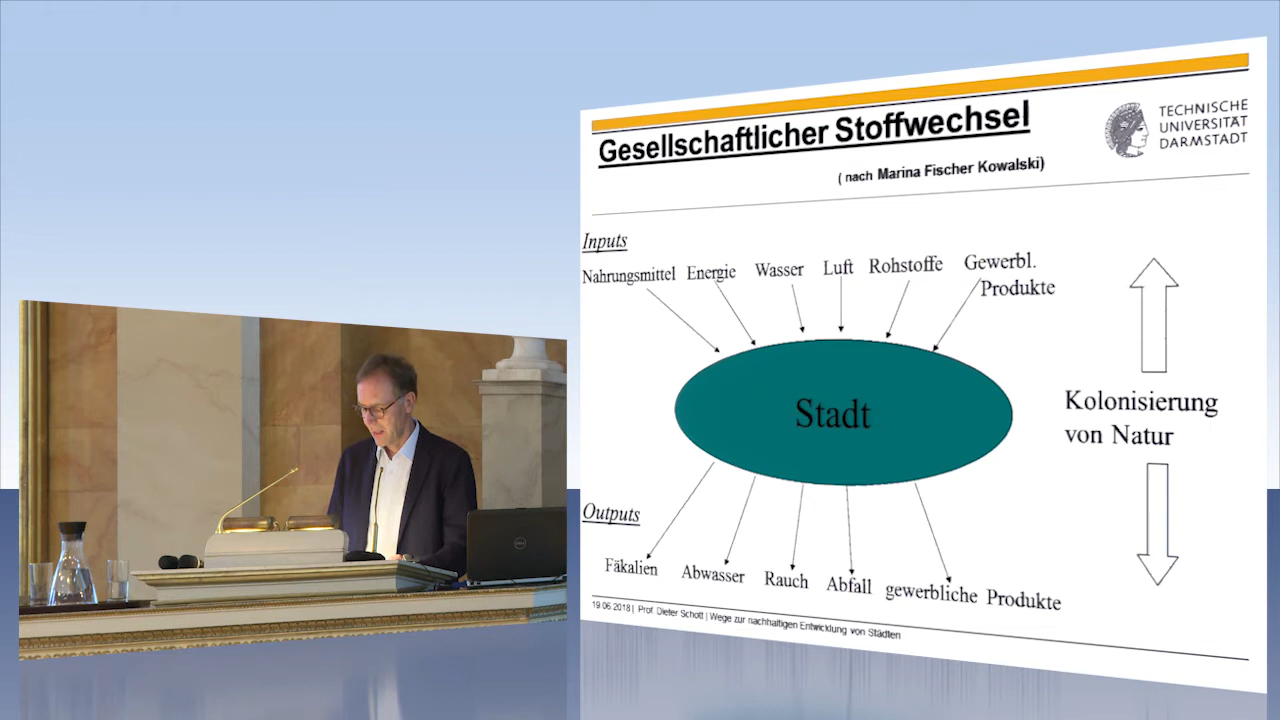 Gesellschaftlicher Stoffwechsel
( nach Marina Fischer Kowalski)
TECHNISCHE
UNIVERSITÄT
DARMSTADT
Inputs
Nahrungsmittel Energie Wasser Luft Rohstoffe Gewerbl.
Produkte
Stadt
Kolonisierung
von Natur
Outputs
Fäkalien Abwasser Rauch Abfall gewerbliche Produkte
19.06.2018 | Prof. Dieter Schott | Wege zur nachhaltigen Entwicklung von Städten
DELL